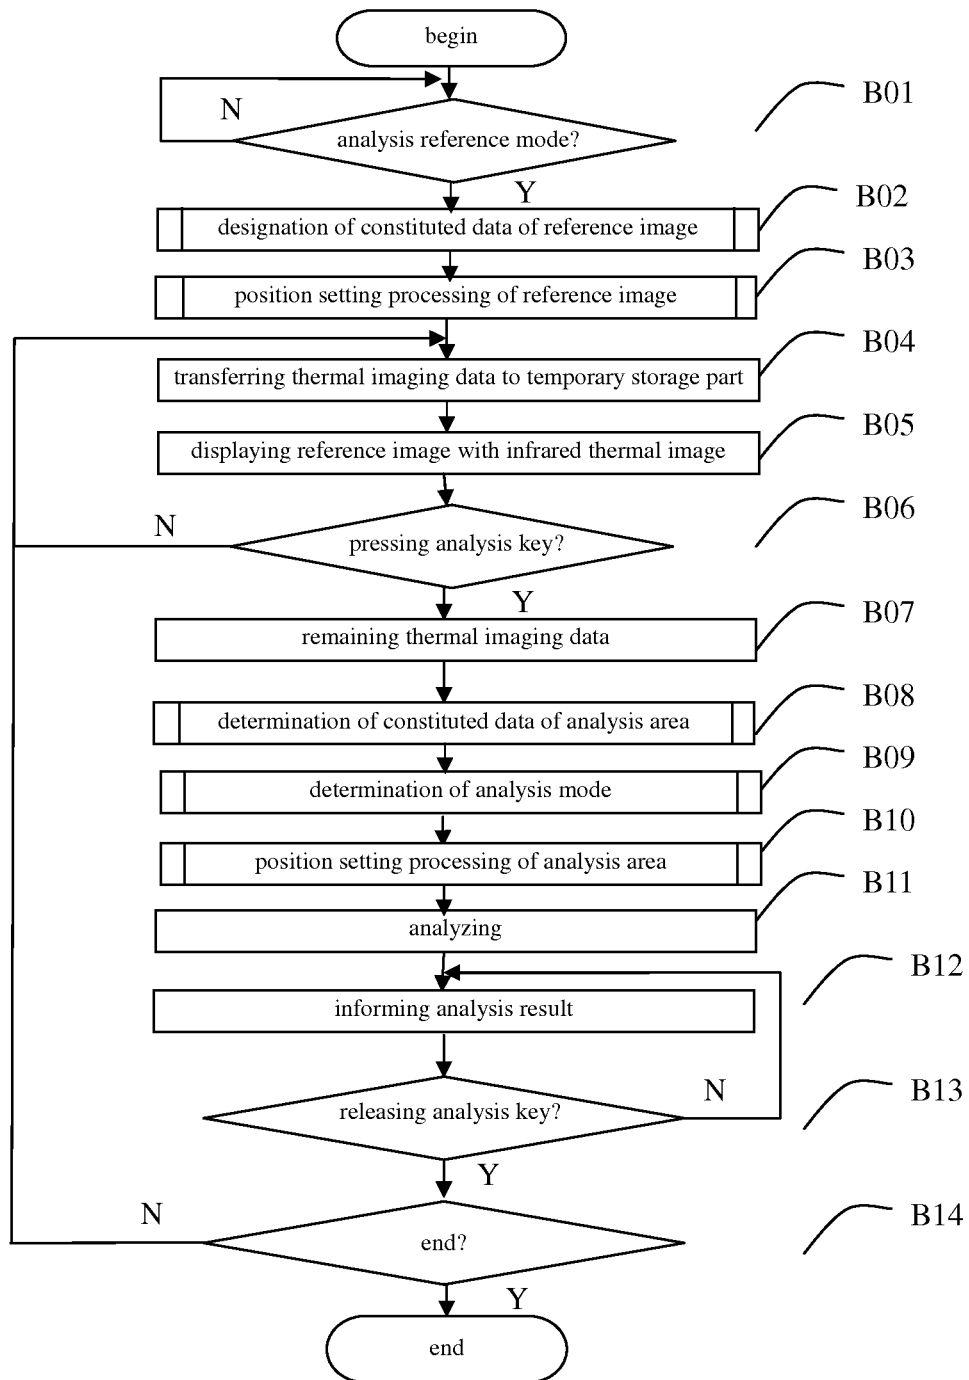 begin
N
B01
analysis reference mode?
Y
B02
designation of constituted data of reference image
B03
position setting processing of reference image
B04
transferring thermal imaging data to temporary storage part
B05
displaying reference image with infrared thermal image
B06
N
pressing analysis key?
Y
B07
remaining thermal imaging data
B08
determination of constituted data of analysis area
B09
determination of analysis mode
B10
position setting processing of analysis area
B11
analyzing
B12
informing analysis result
B13
N
releasing analysis key?
Y
B14
N
end?
Y
end